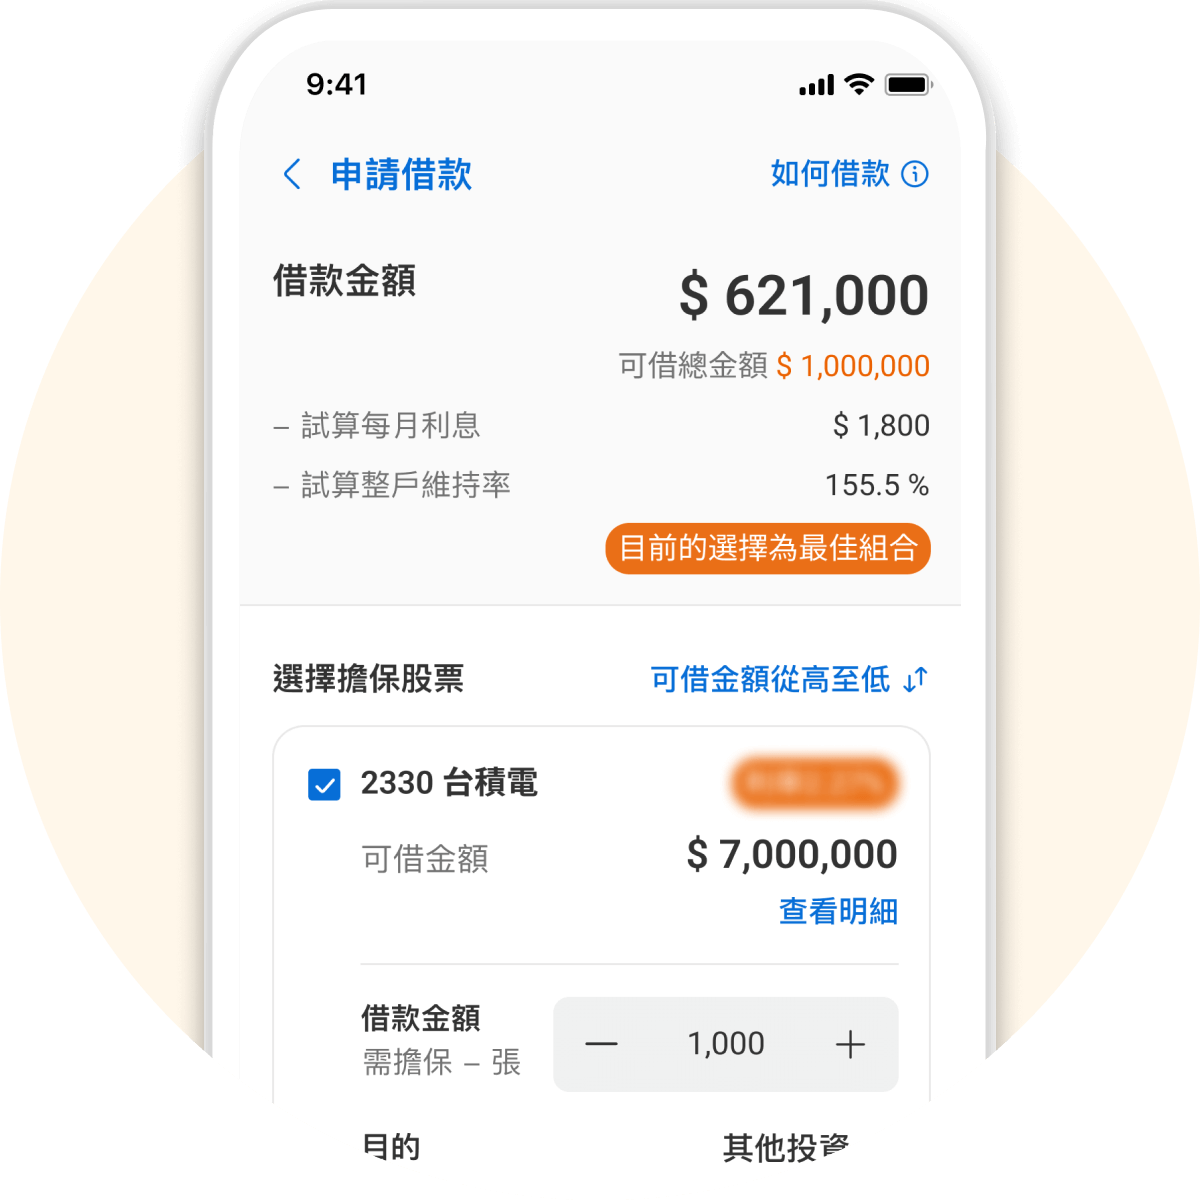 9:41
申請借款 如何借款
借款金額 $ 621,000
可借總金額 $ 1,000,000
– 試算每月利息 $ 1,800
– 試算整戶維持率 155.5 %
目前的選擇為最佳組合
選擇擔保股票 可借金額從高至低
2330 台積電
可借金額 $ 7,000,000
查看明細
借款金額 — 1,000 +
需擔保 – 張
目的 其他投資